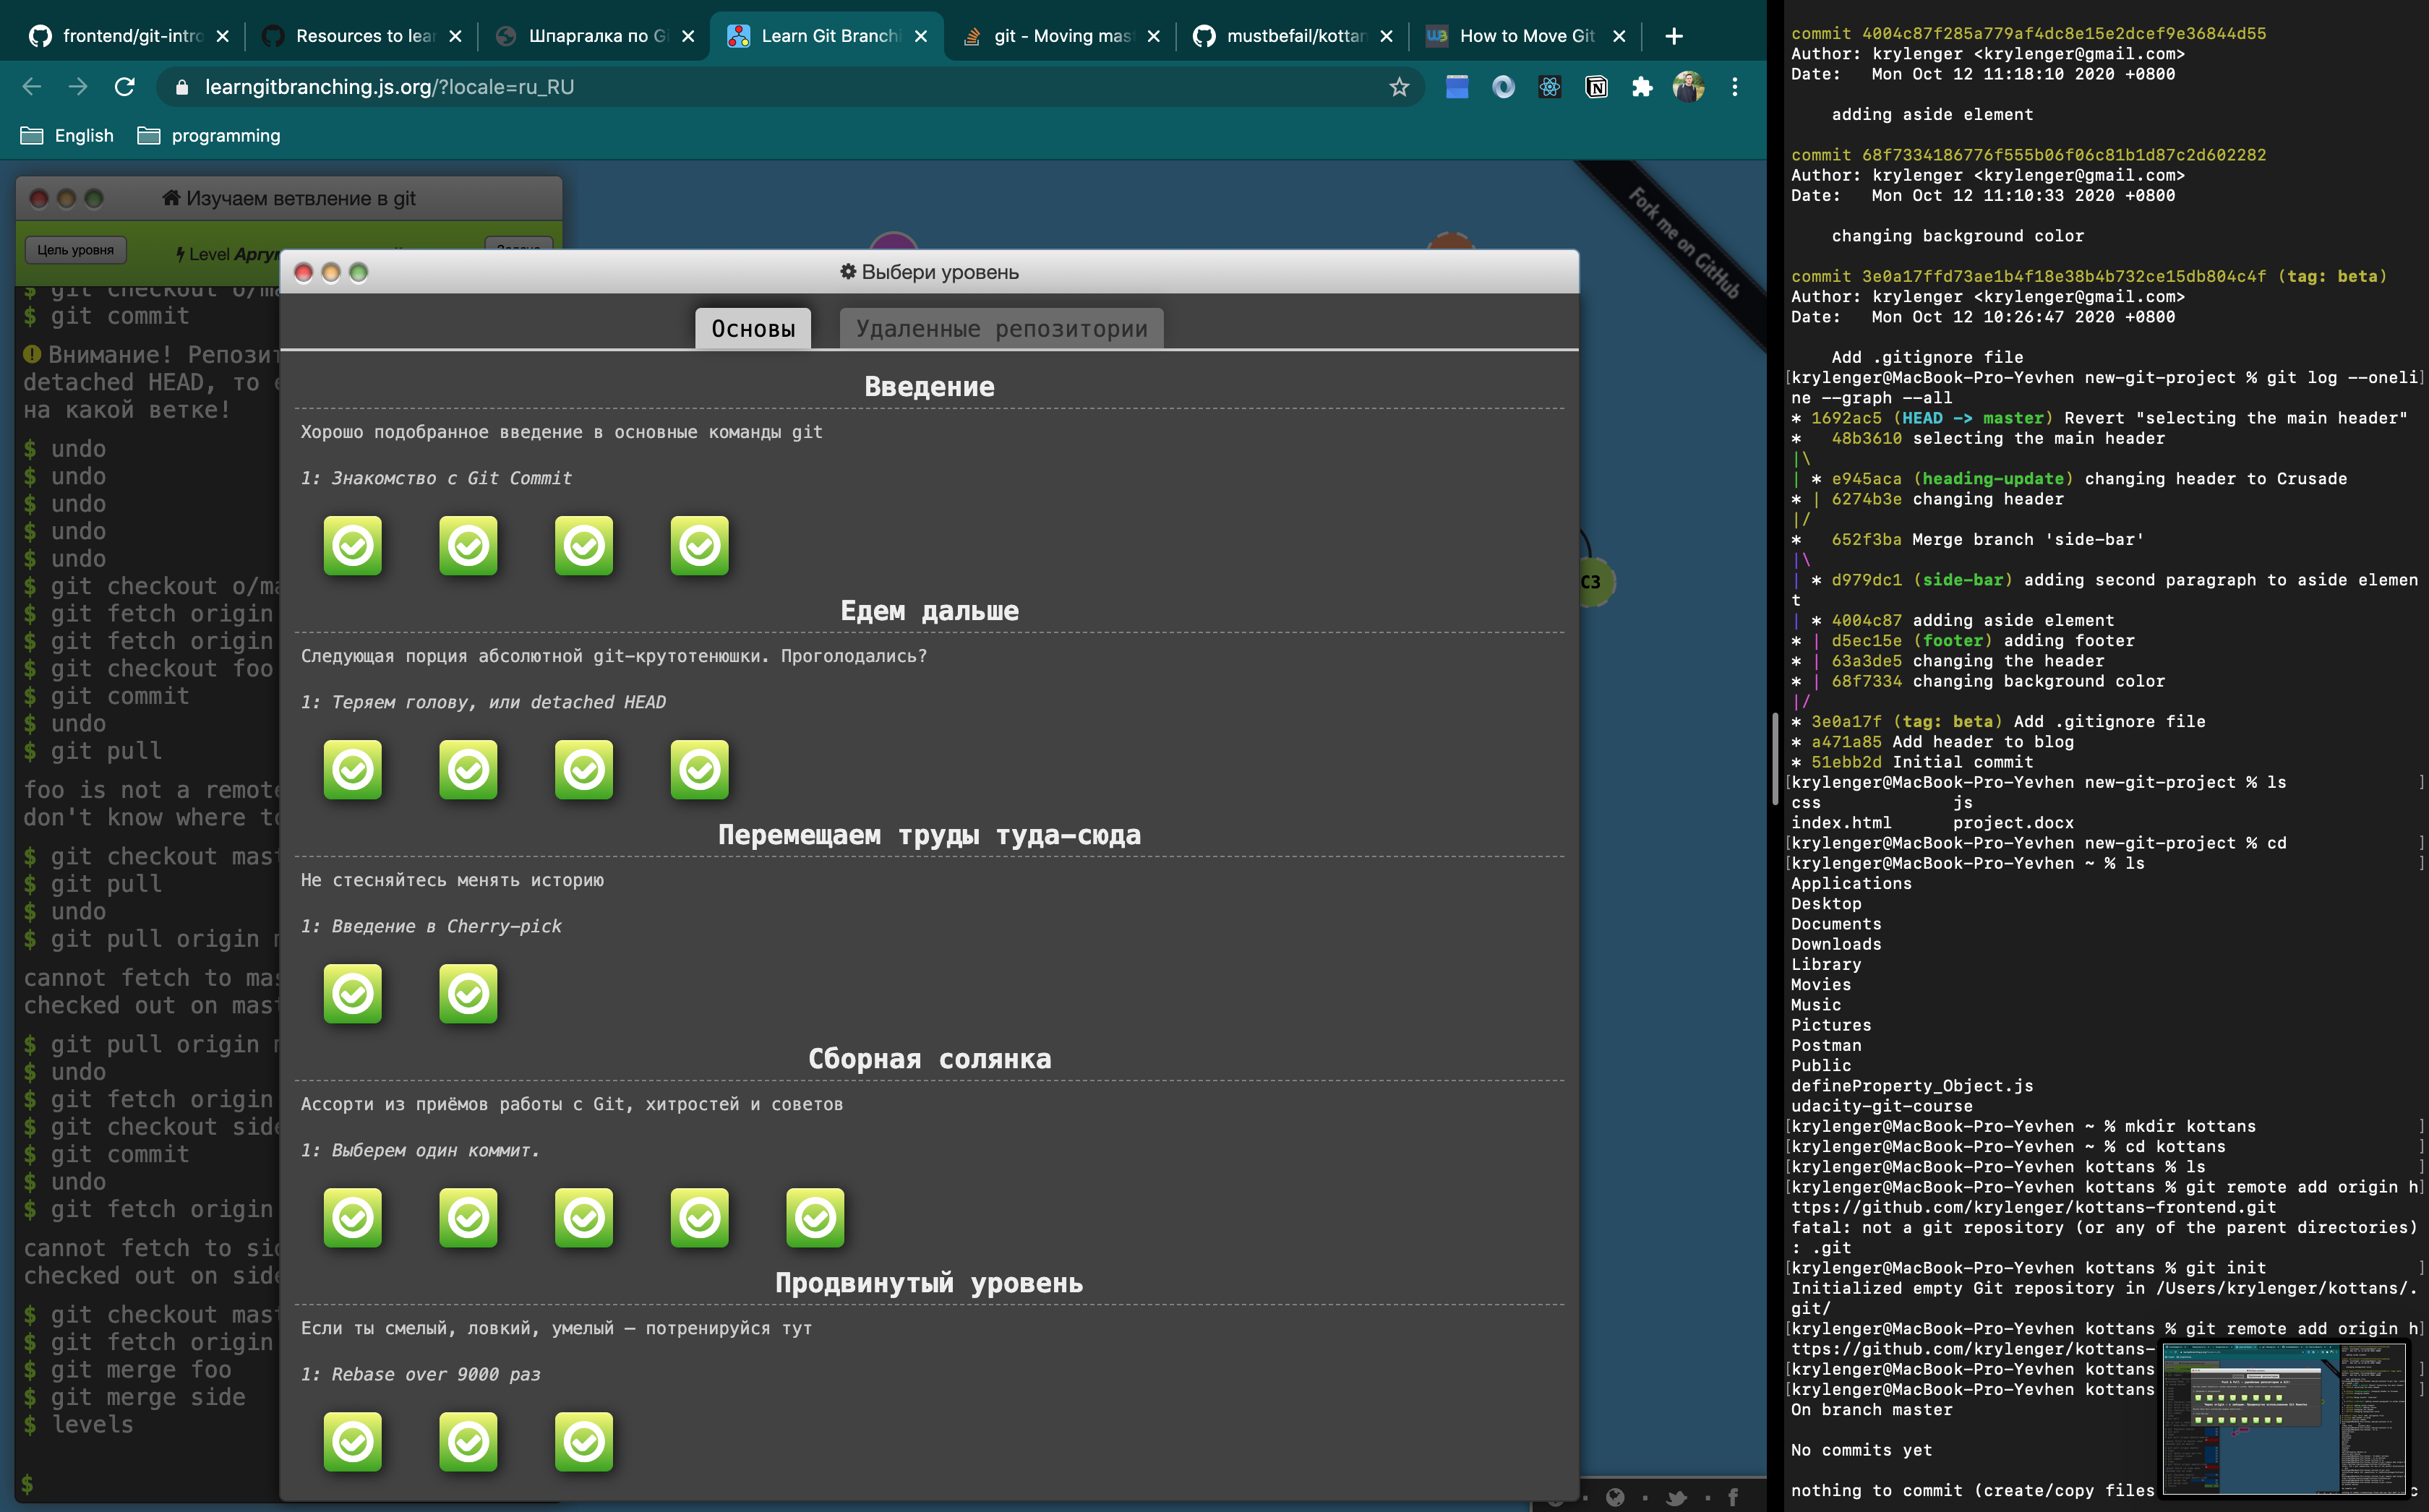 frontend/git-intro
Resources to lear
Шпаргалка по Gi
Learn Git Branchi
git - Moving mas
mustbefail/kottan
How to Move Git
learngitbranching.js.org/?locale=ru_RU
English
programming
Изучаем ветвление в git
Цель уровня
Level Аргу
Fork me on GitHub
$ git checkout o/ma
$ git commit
Внимание! Репозит
detached HEAD, то
на какой ветке!
$ undo
$ undo
$ undo
$ undo
$ undo
$ git checkout o/ma
$ git fetch origin
$ git fetch origin
$ git checkout foo
$ git commit
$ undo
$ git pull
foo is not a remote
don't know where to
$ git checkout mast
$ git pull
$ undo
$ git pull origin
cannot fetch to mas
checked out on mast
$ git pull origin
$ undo
$ git fetch origin
$ git checkout side
$ git commit
$ undo
$ git fetch origin
cannot fetch to sid
checked out on side
$ git checkout mast
$ git fetch origin
$ git merge foo
$ git merge side
$ levels
$
Выбери уровень
Основы
Удаленные репозитории
Введение
Хорошо подобранное введение в основные команды git
1: Знакомство с Git Commit
Едем дальше
Следующая порция абсолютной git-крутотенюшки. Проголодались?
1: Теряем голову, или detached HEAD
Перемещаем труды туда-сюда
Не стесняйтесь менять историю
1: Введение в Cherry-pick
Сборная солянка
Ассорти из приёмов работы с Git, хитростей и советов
1: Выберем один коммит.
Продвинутый уровень
Если ты смелый, ловкий, умелый — потренируйся тут
1: Rebase over 9000 раз
C3
commit 4004c87f285a779af4dc8e15e2dcef9e36844d55
Author: krylenger <krylenger@gmail.com>
Date:   Mon Oct 12 11:18:10 2020 +0800
adding aside element
commit 68f7334186776f555b06f06c81b1d87c2d602282
Author: krylenger <krylenger@gmail.com>
Date:   Mon Oct 12 11:10:33 2020 +0800
changing background color
commit 3e0a17ffd73ae1b4f18e38b4b732ce15db804c4f (tag: beta)
Author: krylenger <krylenger@gmail.com>
Date:   Mon Oct 12 10:26:47 2020 +0800
Add .gitignore file
[krylenger@MacBook-Pro-Yevhen new-git-project % git log --oneli]
ne --graph --all
* 1692ac5 (HEAD -> master) Revert "selecting the main header"
*   48b3610 selecting the main header
|\
| * e945aca (heading-update) changing header to Crusade
* | 6274b3e changing header
|/
*   652f3ba Merge branch 'side-bar'
|\
| * d979dc1 (side-bar) adding second paragraph to aside elemen
t
| * 4004c87 adding aside element
* | d5ec15e (footer) adding footer
* | 63a3de5 changing the header
* | 68f7334 changing background color
|/
* 3e0a17f (tag: beta) Add .gitignore file
* a471a85 Add header to blog
* 51ebb2d Initial commit
[krylenger@MacBook-Pro-Yevhen new-git-project % ls ]
css             js
index.html      project.docx
[krylenger@MacBook-Pro-Yevhen new-git-project % cd ]
[krylenger@MacBook-Pro-Yevhen ~ % ls ]
Applications
Desktop
Documents
Downloads
Library
Movies
Music
Pictures
Postman
Public
defineProperty_Object.js
udacity-git-course
[krylenger@MacBook-Pro-Yevhen ~ % mkdir kottans ]
[krylenger@MacBook-Pro-Yevhen ~ % cd kottans ]
[krylenger@MacBook-Pro-Yevhen kottans % ls ]
[krylenger@MacBook-Pro-Yevhen kottans % git remote add origin h]
ttps://github.com/krylenger/kottans-frontend.git
fatal: not a git repository (or any of the parent directories)
: .git
[krylenger@MacBook-Pro-Yevhen kottans % git init ]
Initialized empty Git repository in /Users/krylenger/kottans/.
git/
[krylenger@MacBook-Pro-Yevhen kottans % git remote add origin h]
ttps://github.com/krylenger/kottans-
[krylenger@MacBook-Pro-Yevhen kottans ]
[krylenger@MacBook-Pro-Yevhen kottans ]
On branch master
No commits yet
nothing to commit (create/copy files